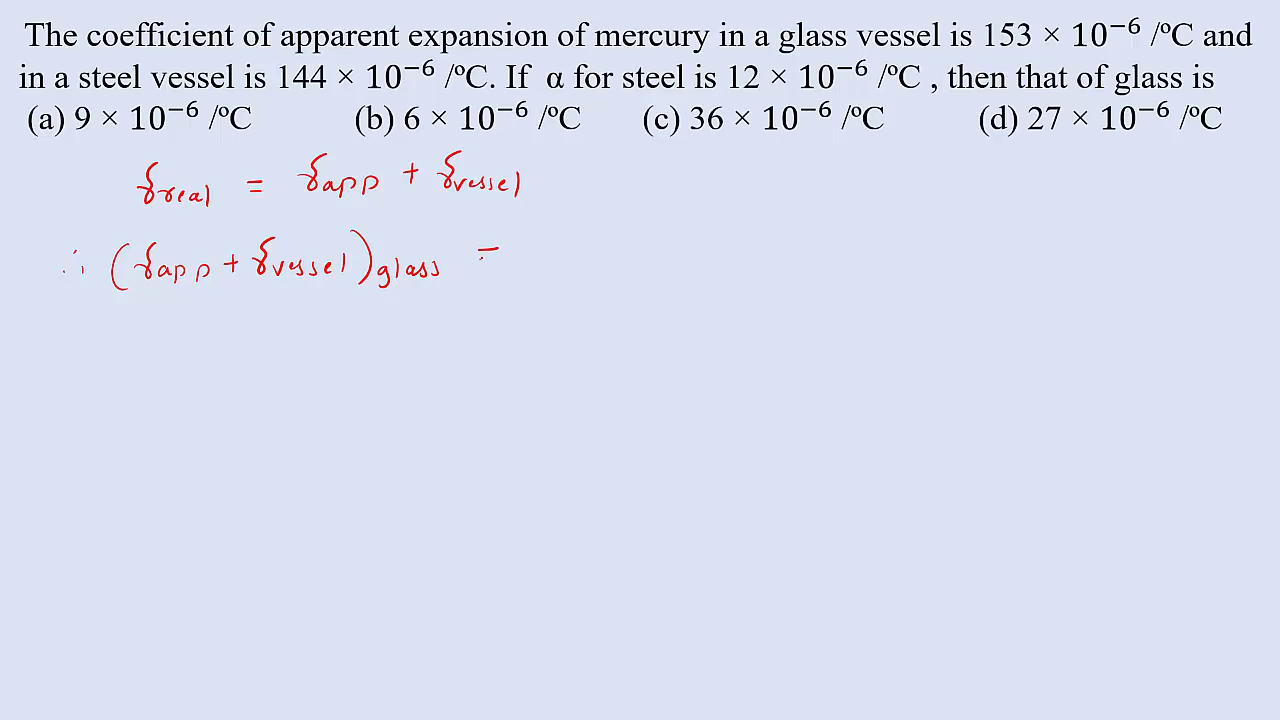 The coefficient of apparent expansion of mercury in a glass vessel is 153 × 10⁻⁶ /ºC and
in a steel vessel is 144 × 10⁻⁶ /ºC. If α for steel is 12 × 10⁻⁶ /ºC , then that of glass is
(a) 9 × 10⁻⁶ /ºC (b) 6 × 10⁻⁶ /ºC (c) 36 × 10⁻⁶ /ºC (d) 27 × 10⁻⁶ /ºC
γreal = γapp + γvessel
∴ (γapp + γvessel)glass =